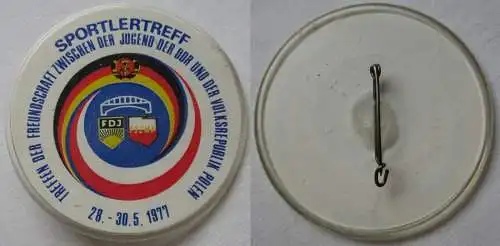 SPORTLERTREFF
TREFFEN DER FREUNDSCHAFT ZWISCHEN DER JUGEND DER DDR UND DER VOLKSREPUBLIK POLEN
FDJ
28. - 30.5.1977